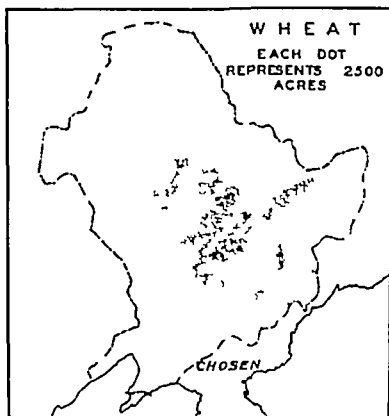 WHEAT
EACH DOT
REPRESENTS 2500
ACRES
CHOSEN